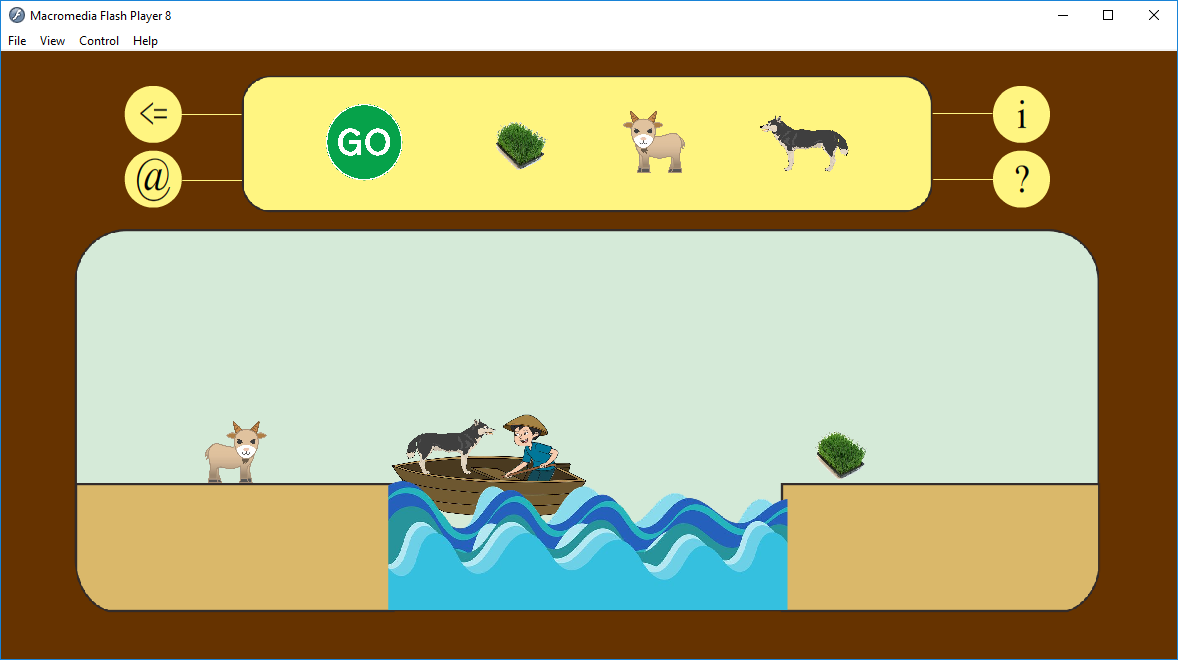 Macromedia Flash Player 8
File View Control Help
<=
GO
i
@
?